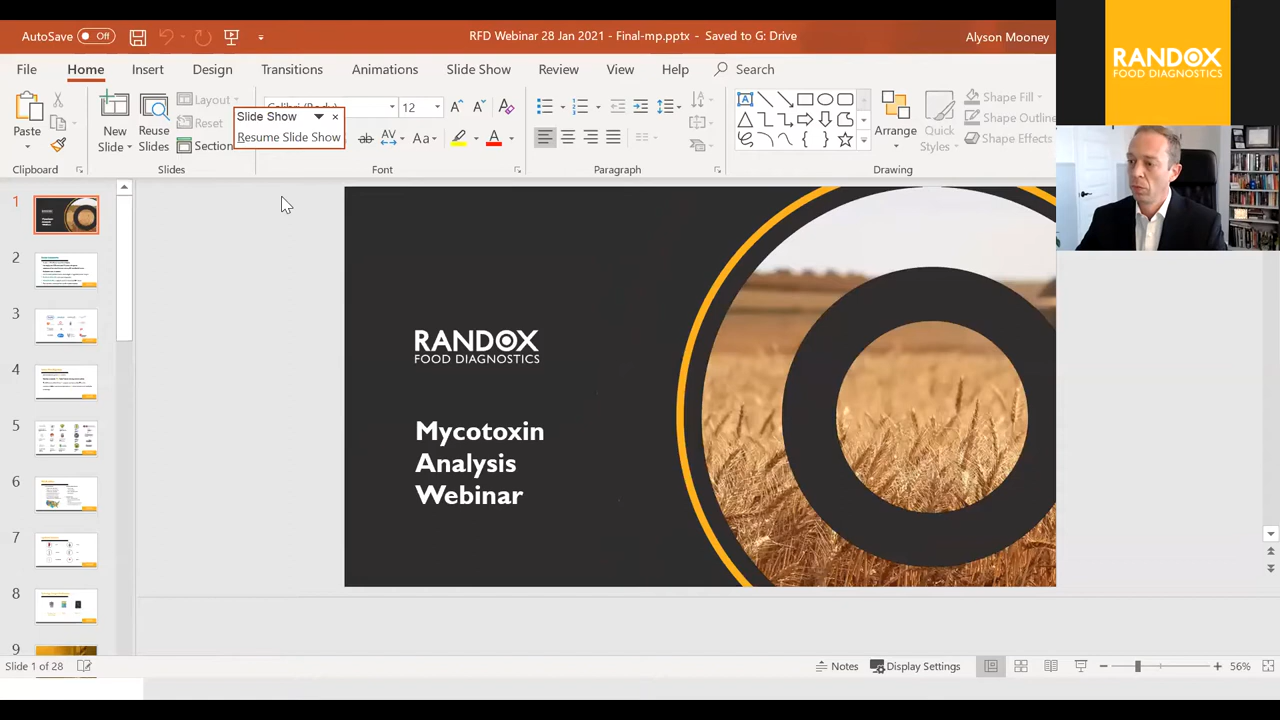 AutoSave Off
RFD Webinar 28 Jan 2021 - Final-mp.pptx - Saved to G: Drive
Alyson Mooney
RANDOX
FOOD DIAGNOSTICS
File Home Insert Design Transitions Animations Slide Show Review View Help Search
Paste
New
Slide
Reuse
Slides
Layout
Reset
Section
Slide Show
Resume Slide Show
12
Aa
Arrange
Quick
Styles
Shape Fill
Shape Outline
Shape Effects
Clipboard Slides Font Paragraph Drawing
1
2
3
4
5
6
7
8
9
RANDOX
FOOD DIAGNOSTICS
Mycotoxin
Analysis
Webinar
Slide 1 of 28
Notes Display Settings 56%